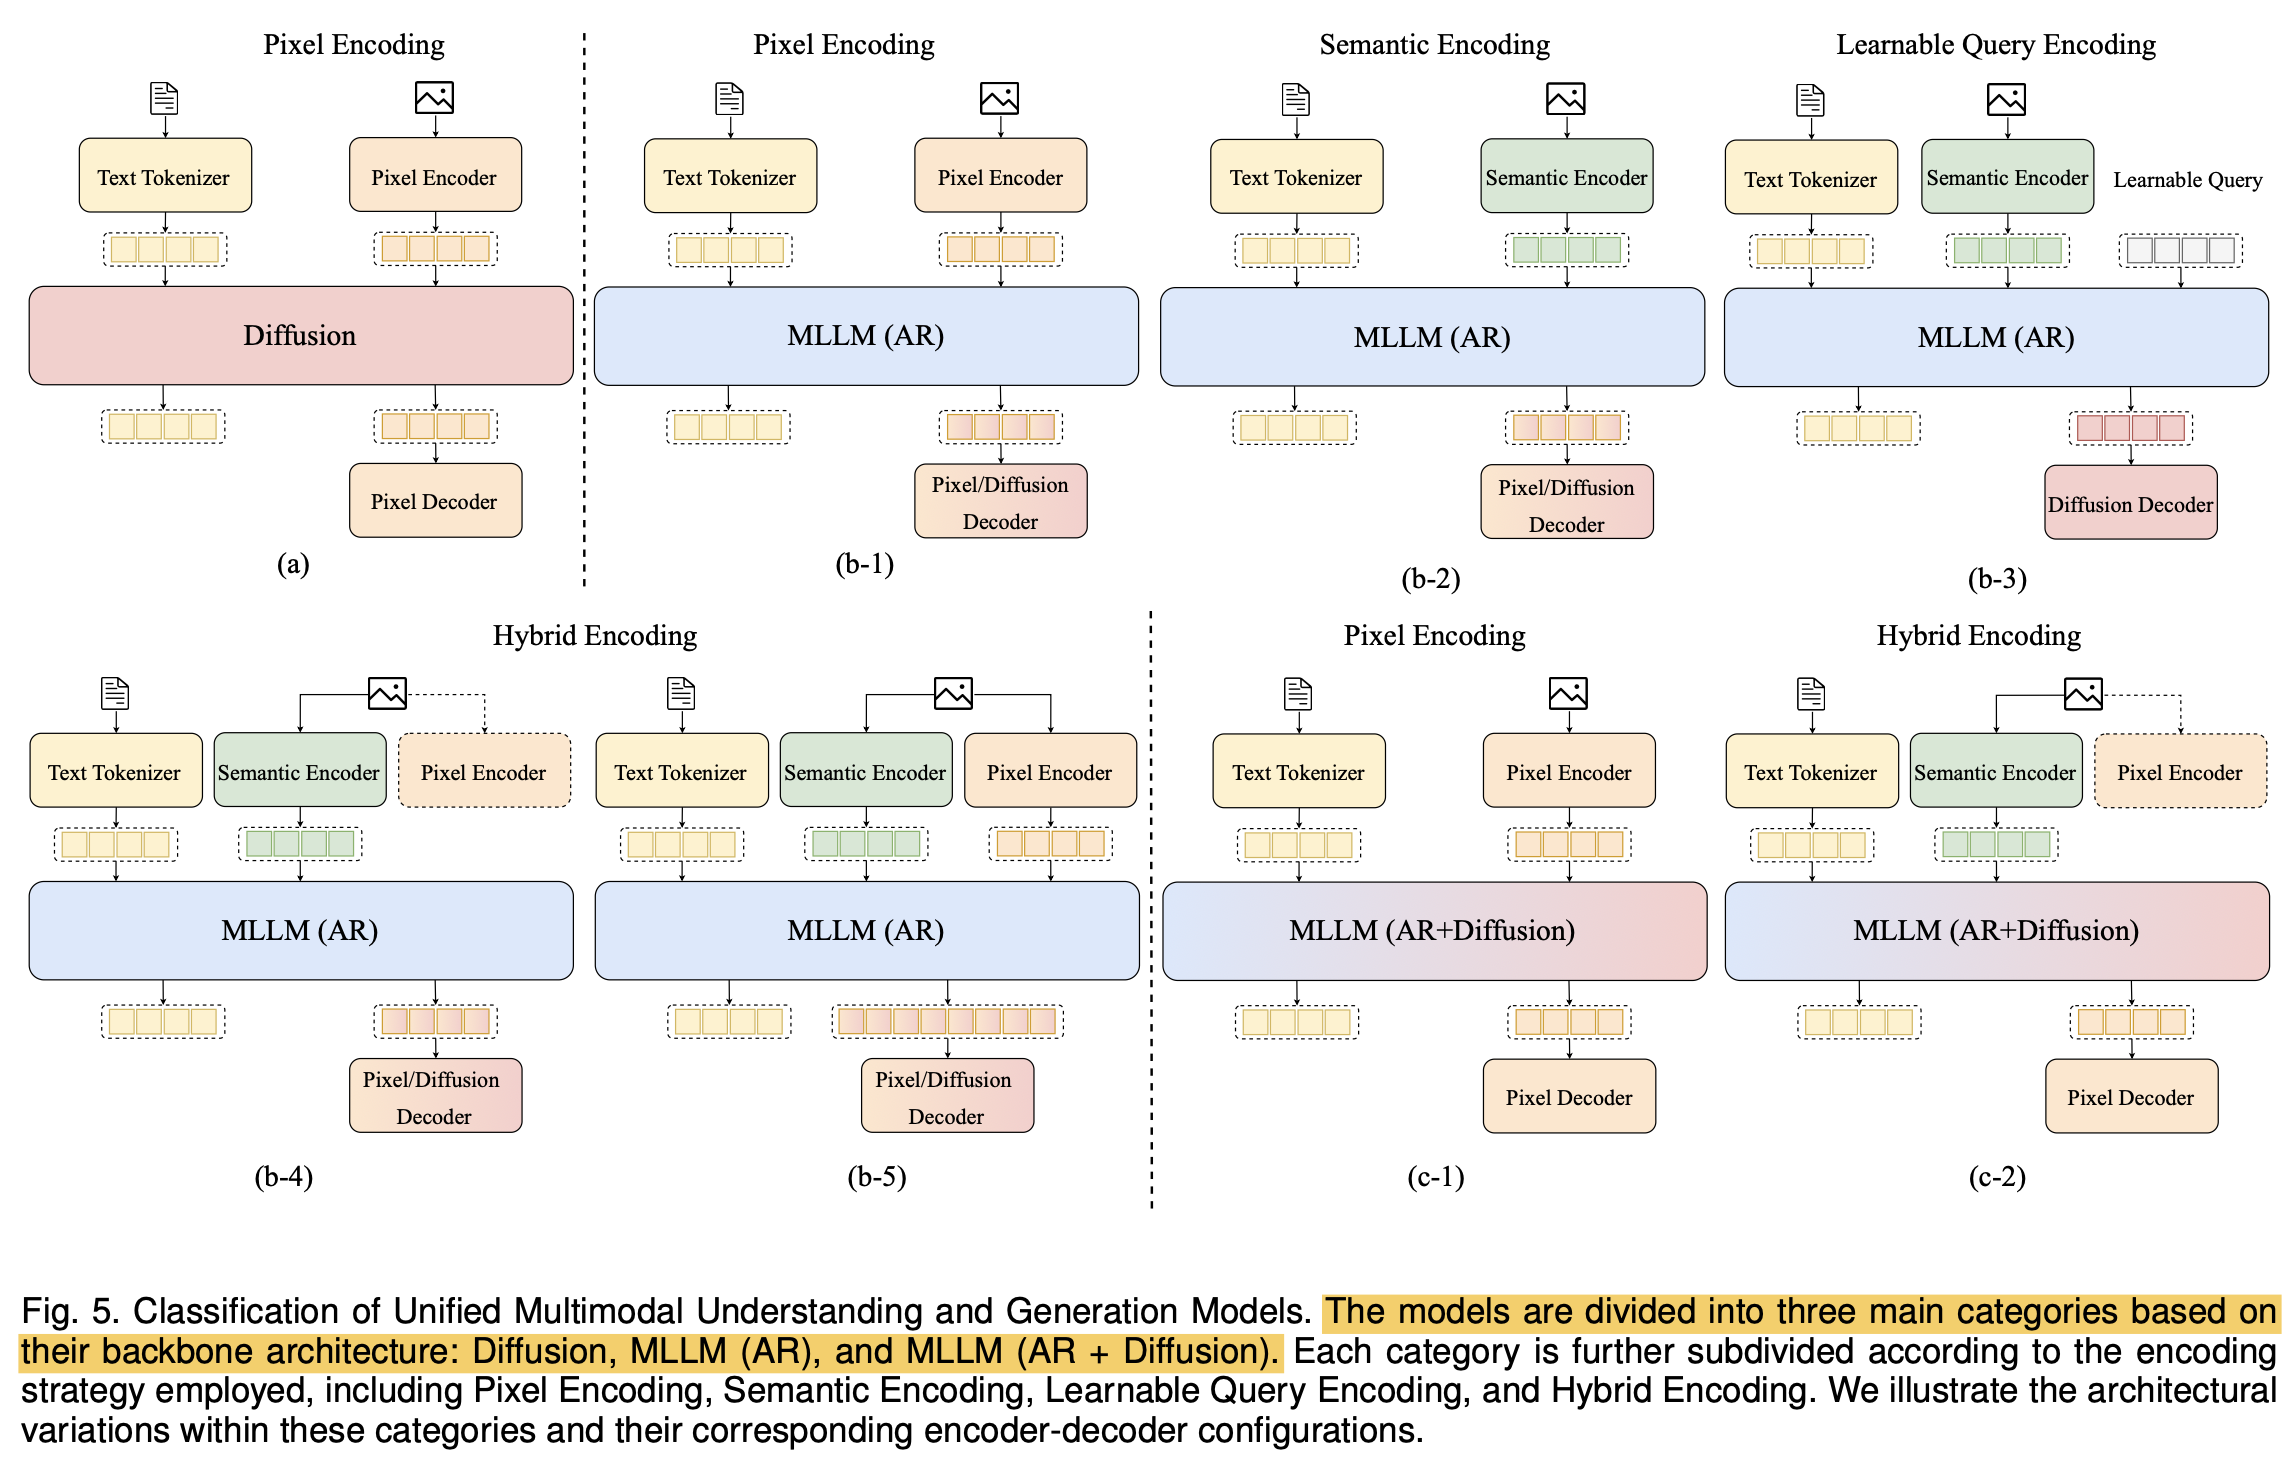 Pixel Encoding
Pixel Encoding
Semantic Encoding
Learnable Query Encoding
Text Tokenizer
Pixel Encoder
Text Tokenizer
Pixel Encoder
Text Tokenizer
Semantic Encoder
Text Tokenizer
Semantic Encoder
Learnable Query
Diffusion
MLLM (AR)
MLLM (AR)
MLLM (AR)
Pixel Decoder
Pixel/Diffusion
Decoder
Pixel/Diffusion
Decoder
Diffusion Decoder
(a)
(b-1)
(b-2)
(b-3)
Hybrid Encoding
Pixel Encoding
Hybrid Encoding
Text Tokenizer
Semantic Encoder
Pixel Encoder
Text Tokenizer
Semantic Encoder
Pixel Encoder
Text Tokenizer
Pixel Encoder
Text Tokenizer
Semantic Encoder
Pixel Encoder
MLLM (AR)
MLLM (AR)
MLLM (AR+Diffusion)
MLLM (AR+Diffusion)
Pixel/Diffusion
Decoder
Pixel/Diffusion
Decoder
Pixel Decoder
Pixel Decoder
(b-4)
(b-5)
(c-1)
(c-2)
Fig. 5. Classification of Unified Multimodal Understanding and Generation Models. The models are divided into three main categories based on
their backbone architecture: Diffusion, MLLM (AR), and MLLM (AR + Diffusion). Each category is further subdivided according to the encoding
strategy employed, including Pixel Encoding, Semantic Encoding, Learnable Query Encoding, and Hybrid Encoding. We illustrate the architectural
variations within these categories and their corresponding encoder-decoder configurations.